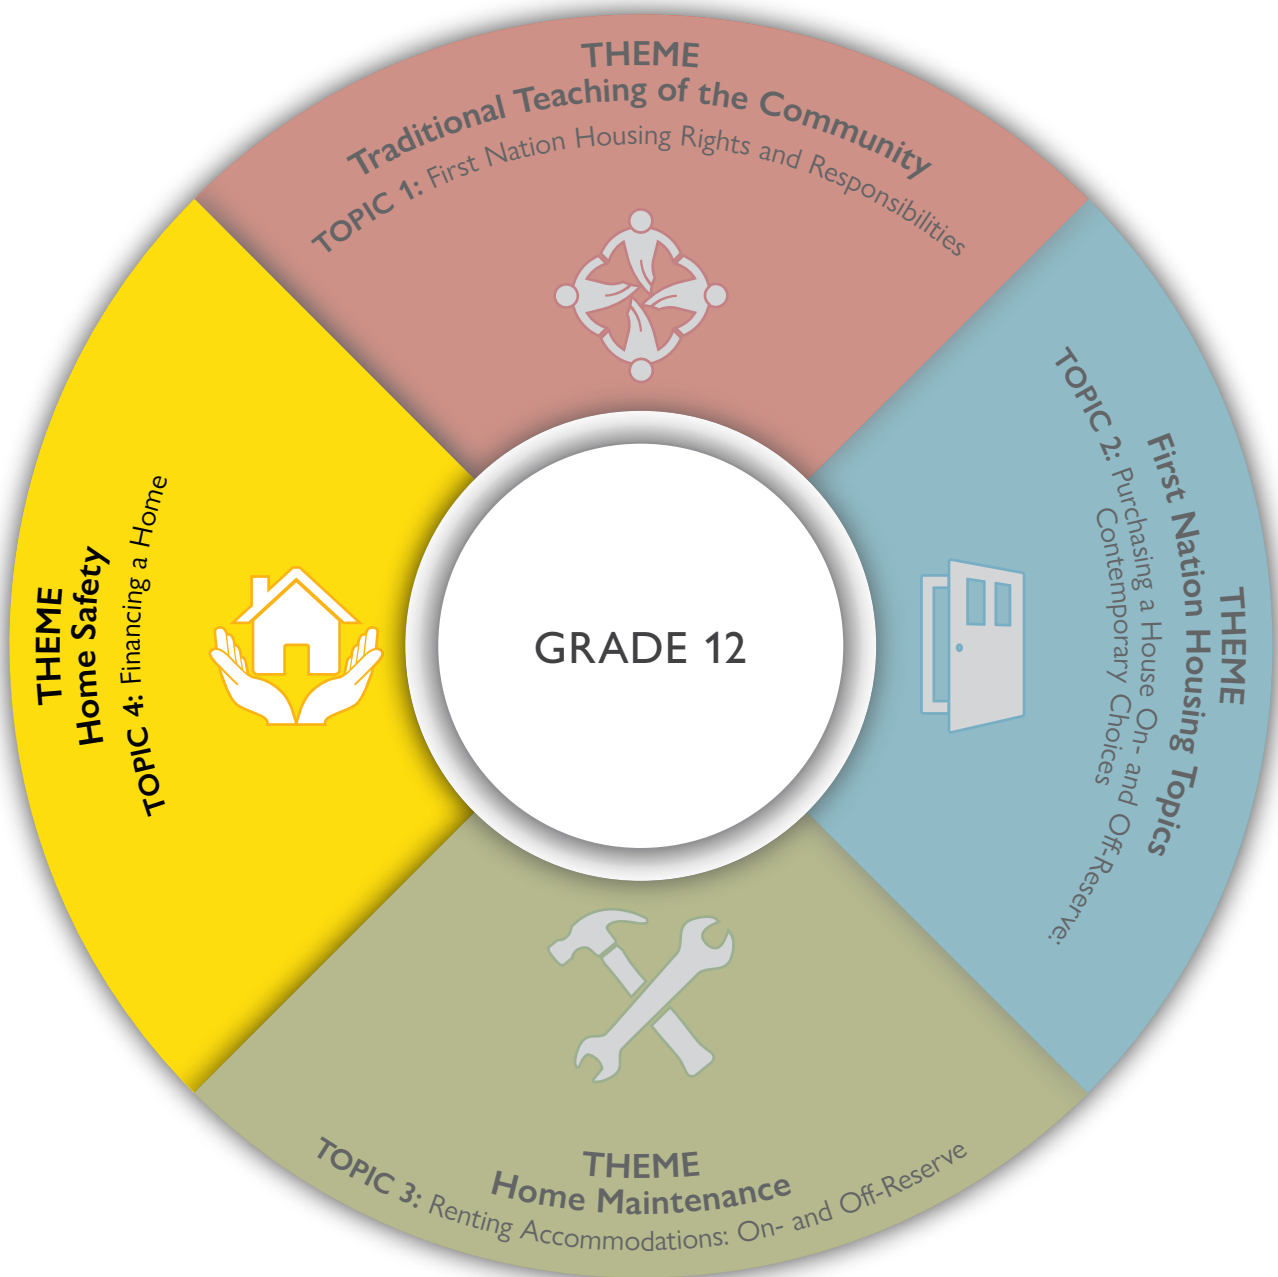 THEME
Traditional Teaching of the Community
TOPIC 1: First Nation Housing Rights and Responsibilities
THEME
First Nation Housing Topics
TOPIC 2: Purchasing a House On- and Off-Reserve:
Contemporary Choices
THEME
Home Maintenance
TOPIC 3: Renting Accommodations: On- and Off-Reserve
THEME
Home Safety
TOPIC 4: Financing a Home
GRADE 12